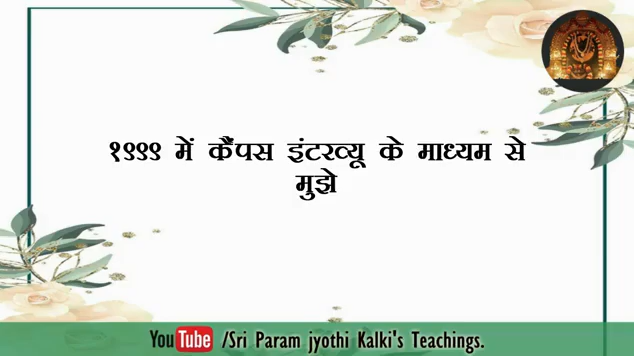 १९९९ में कैंपस इंटरव्यू के माध्यम से
मुझे
YouTube /Sri Param jyothi Kalki's Teachings.